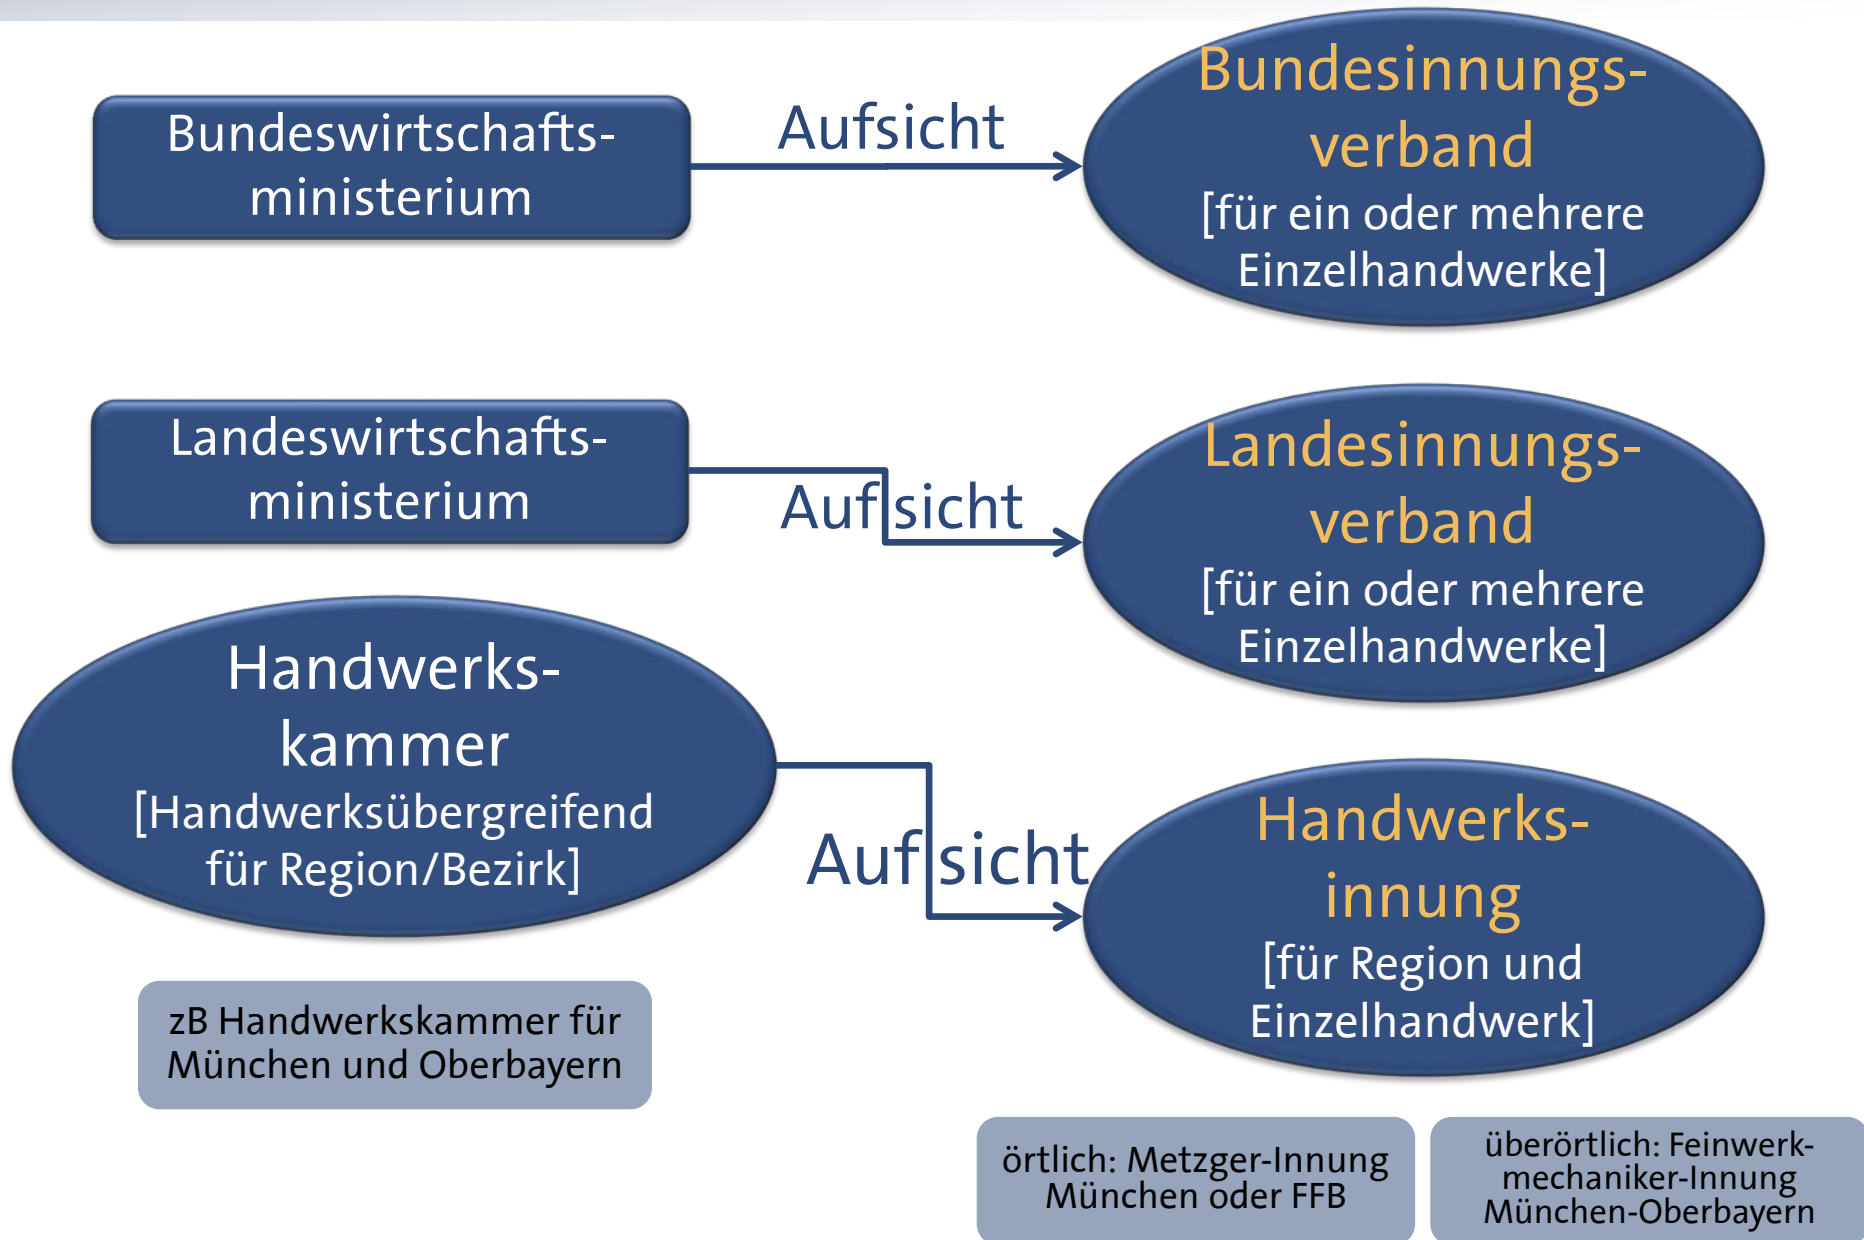 Bundeswirtschafts-
ministerium
Aufsicht
Bundesinnungs-
verband
[für ein oder mehrere
Einzelhandwerke]
Landeswirtschafts-
ministerium
Aufsicht
Landesinnungs-
verband
[für ein oder mehrere
Einzelhandwerke]
Handwerks-
kammer
[Handwerksübergreifend
für Region/Bezirk]
Aufsicht
Handwerks-
innung
[für Region und
Einzelhandwerk]
zB Handwerkskammer für
München und Oberbayern
örtlich: Metzger-Innung
München oder FFB
überörtlich: Feinwerk-
mechaniker-Innung
München-Oberbayern